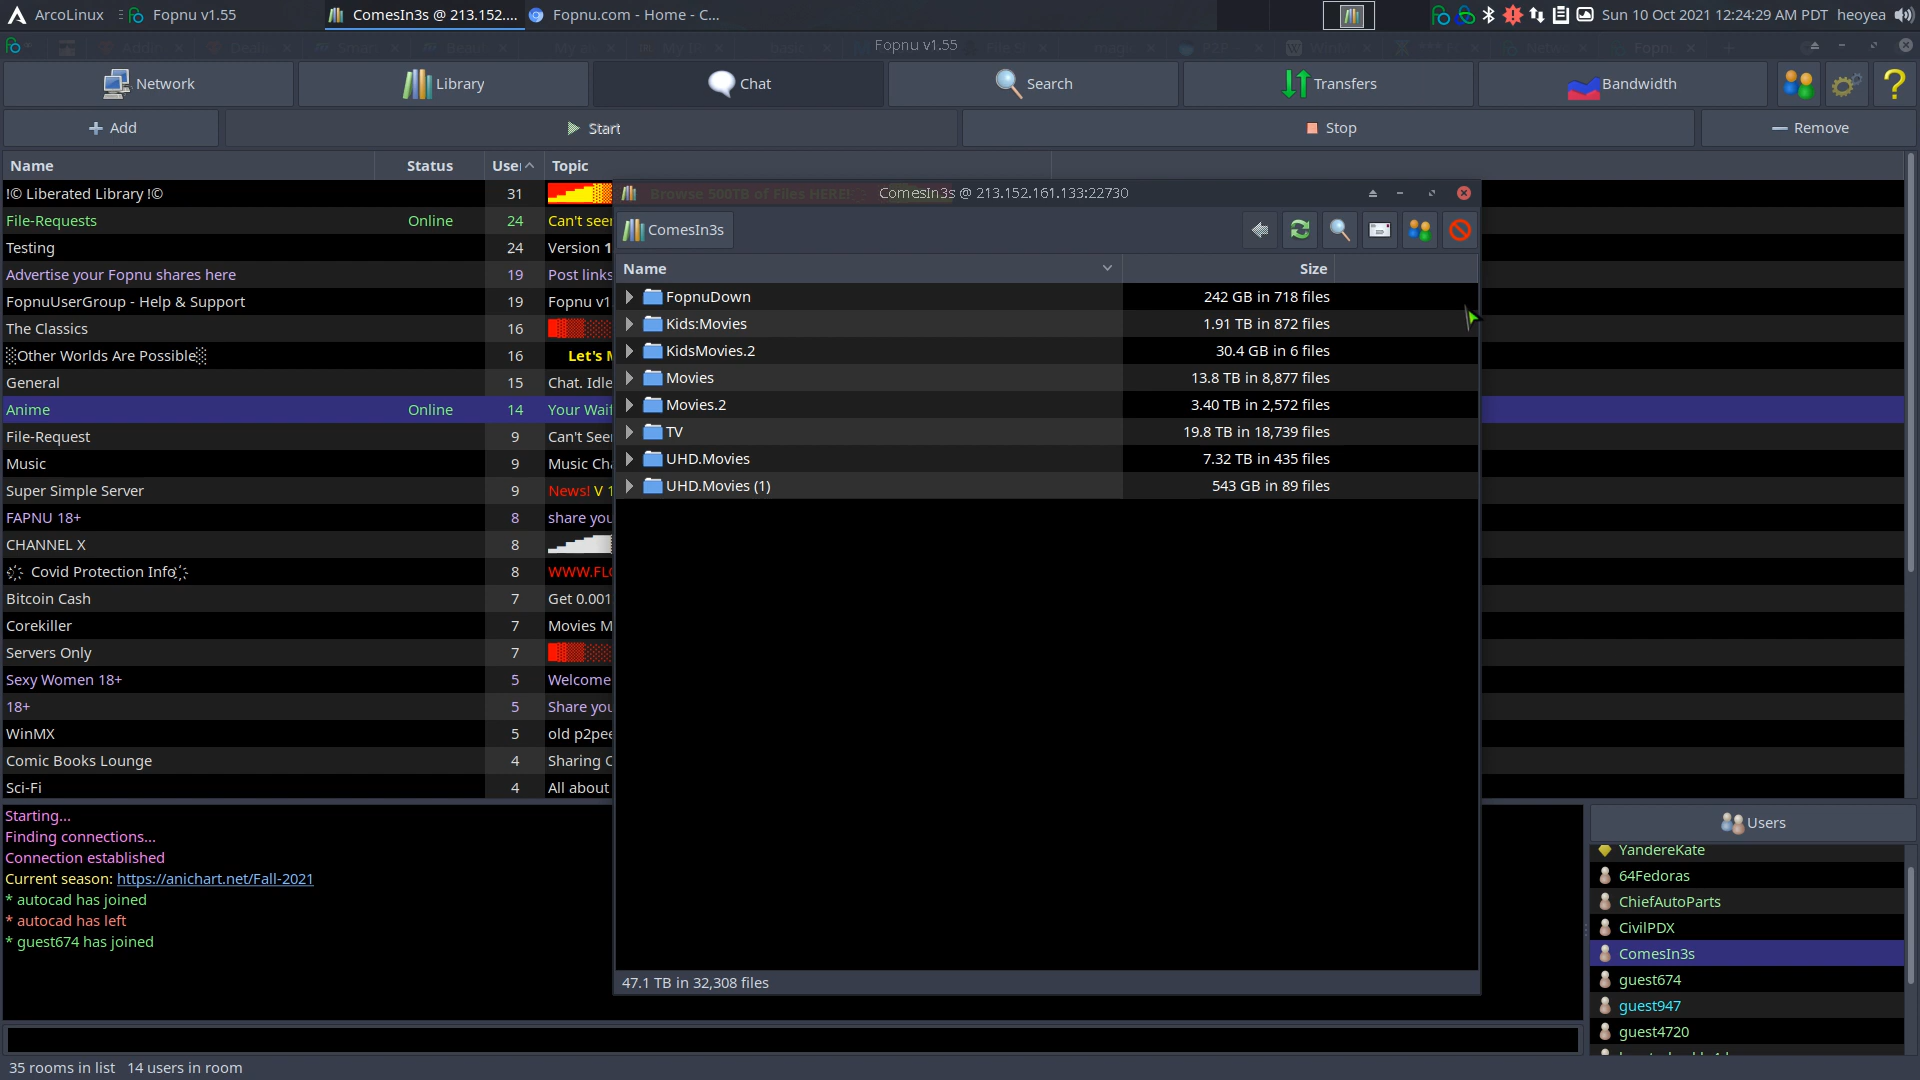 ArcoLinux
Fopnu v1.55
ComesIn3s @ 213.152....
Fopnu.com - Home - C...
Sun 10 Oct 2021 12:24:29 AM PDT heoyea
Fopnu v1.55
Network
Library
Chat
Search
Transfers
Bandwidth
+ Add
Start
Stop
Remove
Name Status Use Topic
!© Liberated Library !© 31
File-Requests Online 24 Can't see
Testing 24 Version 1
Advertise your Fopnu shares here 19 Post links
FopnuUserGroup - Help & Support 19 Fopnu v1
The Classics 16
░Other Worlds Are Possible░ 16 Let's
General 15 Chat. Idle
Anime Online 14 Your Waif
File-Request 9 Can't See
Music 9 Music Ch
Super Simple Server 9 News! V 1
FAPNU 18+ 8 share you
CHANNEL X 8
Covid Protection Info 8 WWW.FL
Bitcoin Cash 7 Get 0.001
Corekiller 7 Movies M
Servers Only 7
Sexy Women 18+ 5 Welcome
18+ 5 Share you
WinMX 5 old p2pe
Comic Books Lounge 4 Sharing C
Sci-Fi 4 All about
Browse 500TB of Files HERE!
ComesIn3s @ 213.152.161.133:22730
ComesIn3s
Name Size
FopnuDown 242 GB in 718 files
Kids:Movies 1.91 TB in 872 files
KidsMovies.2 30.4 GB in 6 files
Movies 13.8 TB in 8,877 files
Movies.2 3.40 TB in 2,572 files
TV 19.8 TB in 18,739 files
UHD.Movies 7.32 TB in 435 files
UHD.Movies (1) 543 GB in 89 files
47.1 TB in 32,308 files
Starting...
Finding connections...
Connection established
Current season: https://anichart.net/Fall-2021
* autocad has joined
* autocad has left
* guest674 has joined
Users
YandereKate
64Fedoras
ChiefAutoParts
CivilPDX
ComesIn3s
guest674
guest947
guest4720
35 rooms in list 14 users in room